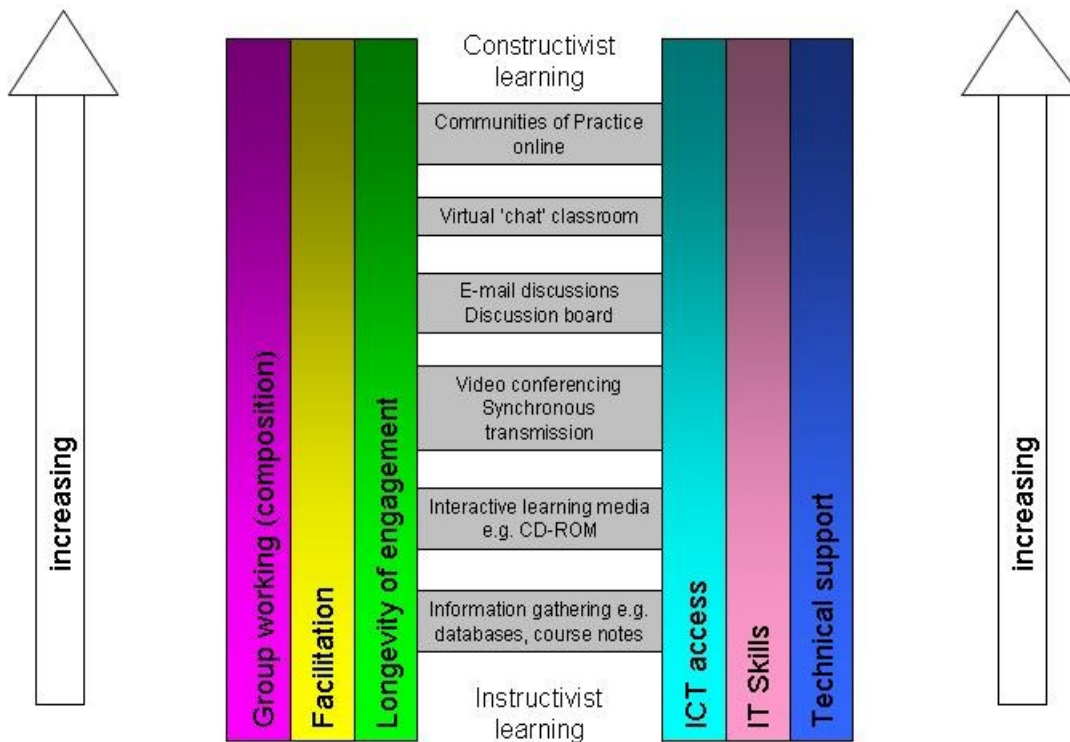 increasing
Group working (composition)
Facilitation
Longevity of engagement
Constructivist
learning
Communities of Practice
online
Virtual 'chat' classroom
E-mail discussions
Discussion board
Video conferencing
Synchronous
transmission
Interactive learning media
e.g. CD-ROM
Information gathering e.g.
databases, course notes
Instructivist
learning
ICT access
IT Skills
Technical support
increasing